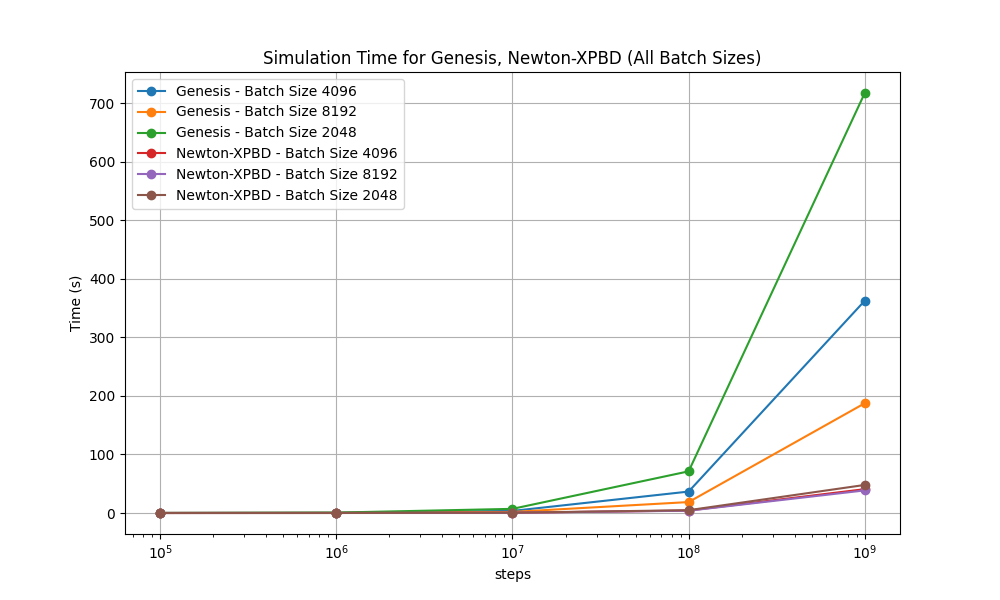 Simulation Time for Genesis, Newton-XPBD (All Batch Sizes)
Genesis - Batch Size 4096
Genesis - Batch Size 8192
Genesis - Batch Size 2048
Newton-XPBD - Batch Size 4096
Newton-XPBD - Batch Size 8192
Newton-XPBD - Batch Size 2048
700
600
500
400
300
200
100
0
Time (s)
10⁵ 10⁶ 10⁷ 10⁸ 10⁹
steps